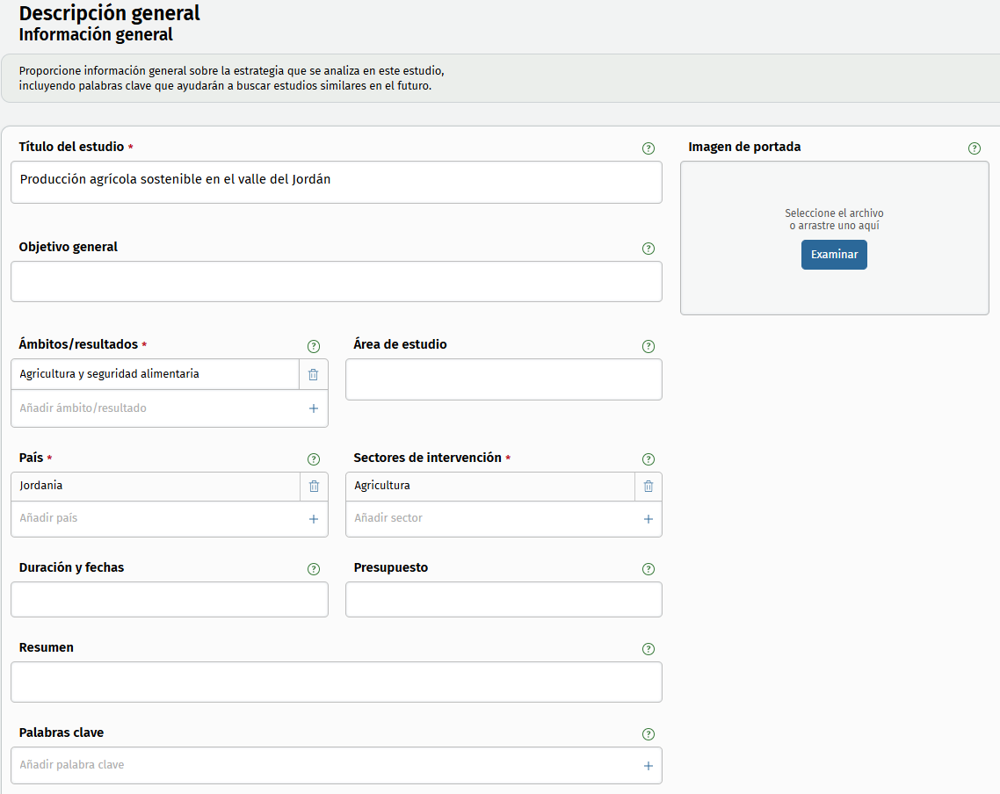 Descripción general
Información general
Proporcione información general sobre la estrategia que se analiza en este estudio,
incluyendo palabras clave que ayudarán a buscar estudios similares en el futuro.
Título del estudio *
?
Producción agrícola sostenible en el valle del Jordán
Imagen de portada
?
Seleccione el archivo
o arrastre uno aquí
Examinar
Objetivo general
?
Ámbitos/resultados *
?
Agricultura y seguridad alimentaria
Añadir ámbito/resultado
+
Área de estudio
?
País *
?
Jordania
Añadir país
+
Sectores de intervención *
?
Agricultura
Añadir sector
+
Duración y fechas
?
Presupuesto
?
Resumen
?
Palabras clave
?
Añadir palabra clave
+